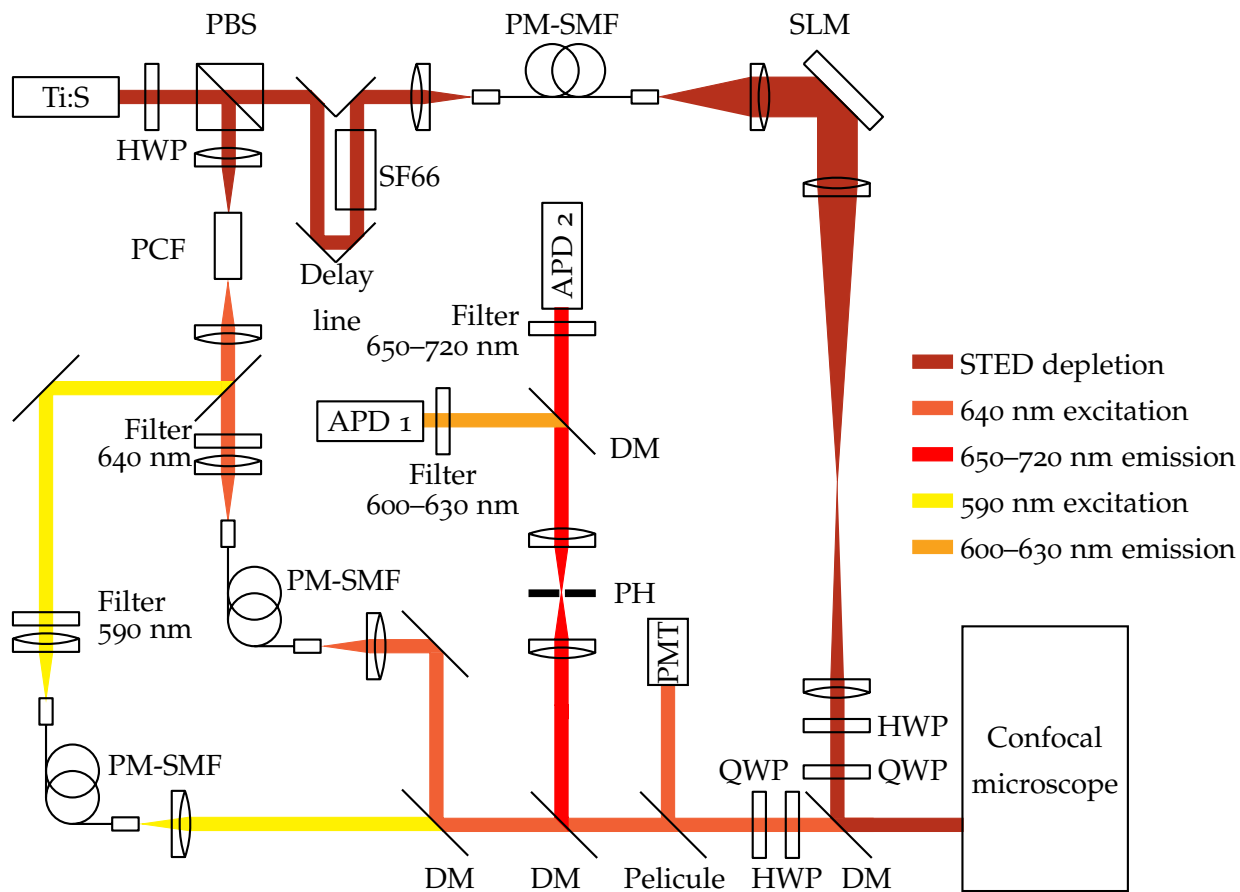 PBS
PM-SMF
SLM
Ti:S
HWP
SF66
PCF
Delay
line
APD 2
Filter
650–720 nm
STED depletion
640 nm excitation
650–720 nm emission
590 nm excitation
600–630 nm emission
APD 1
DM
Filter
640 nm
Filter
600–630 nm
PM-SMF
PH
Filter
590 nm
PMT
HWP
Confocal
microscope
PM-SMF
QWP
QWP
DM
DM
Pelicule
HWP
DM